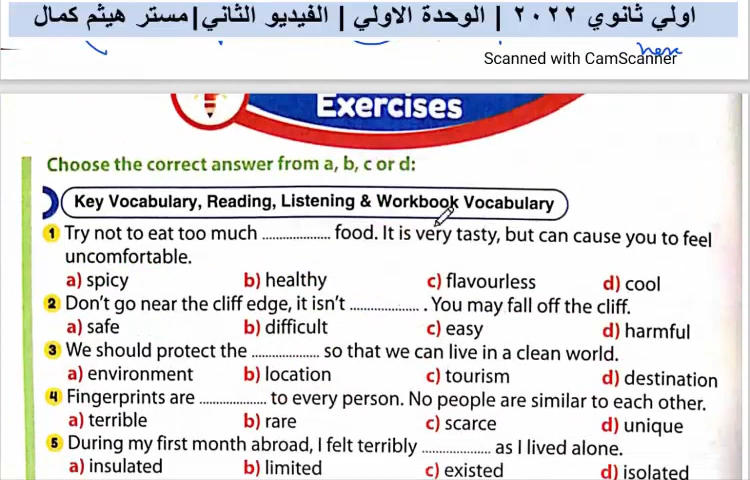 اولي ثانوي ٢٠٢٢ | الوحدة الاولي | الفيديو الثاني|مستر هيثم كمال
here
Scanned with CamScanner
Exercises
Choose the correct answer from a, b, c or d:
Key Vocabulary, Reading, Listening & Workbook Vocabulary
1 Try not to eat too much .................... food. It is very tasty, but can cause you to feel
uncomfortable.
a) spicy b) healthy c) flavourless d) cool
2 Don't go near the cliff edge, it isn't .................... . You may fall off the cliff.
a) safe b) difficult c) easy d) harmful
3 We should protect the .................... so that we can live in a clean world.
a) environment b) location c) tourism d) destination
4 Fingerprints are .................... to every person. No people are similar to each other.
a) terrible b) rare c) scarce d) unique
5 During my first month abroad, I felt terribly .................... as I lived alone.
a) insulated b) limited c) existed d) isolated